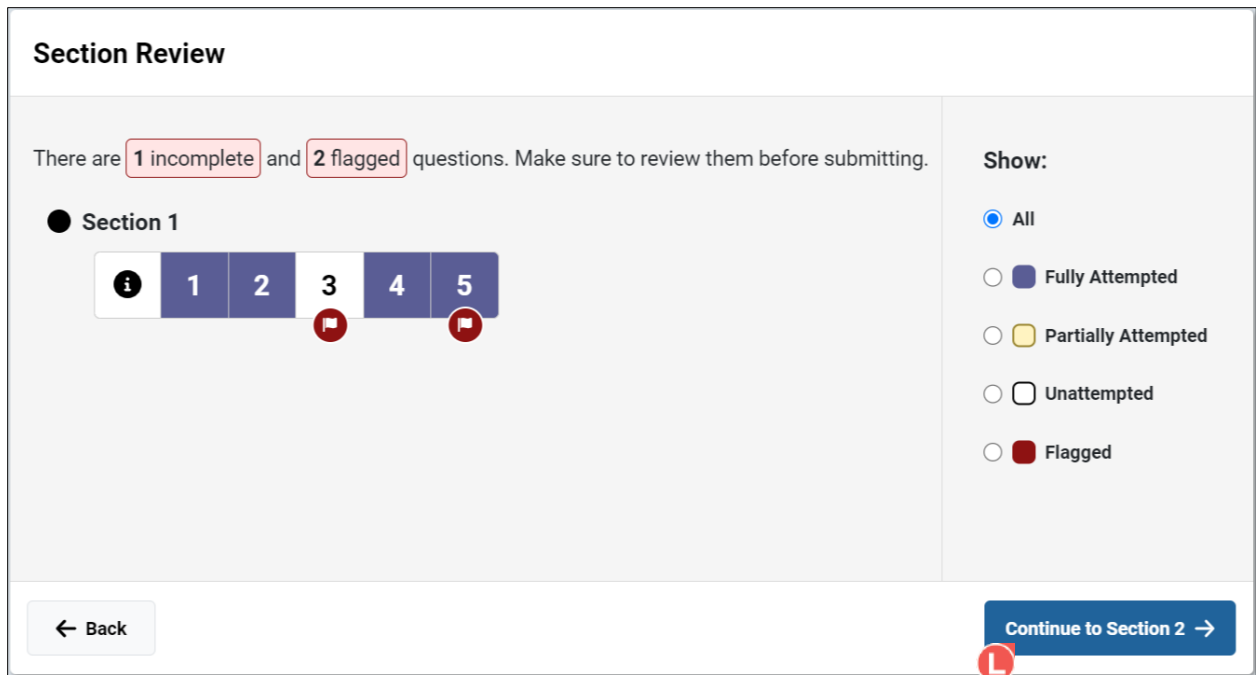 Section Review
There are 1 incomplete and 2 flagged questions. Make sure to review them before submitting.
Section 1
i 1 2 3 4 5
Show:
All
Fully Attempted
Partially Attempted
Unattempted
Flagged
← Back
Continue to Section 2 →
L